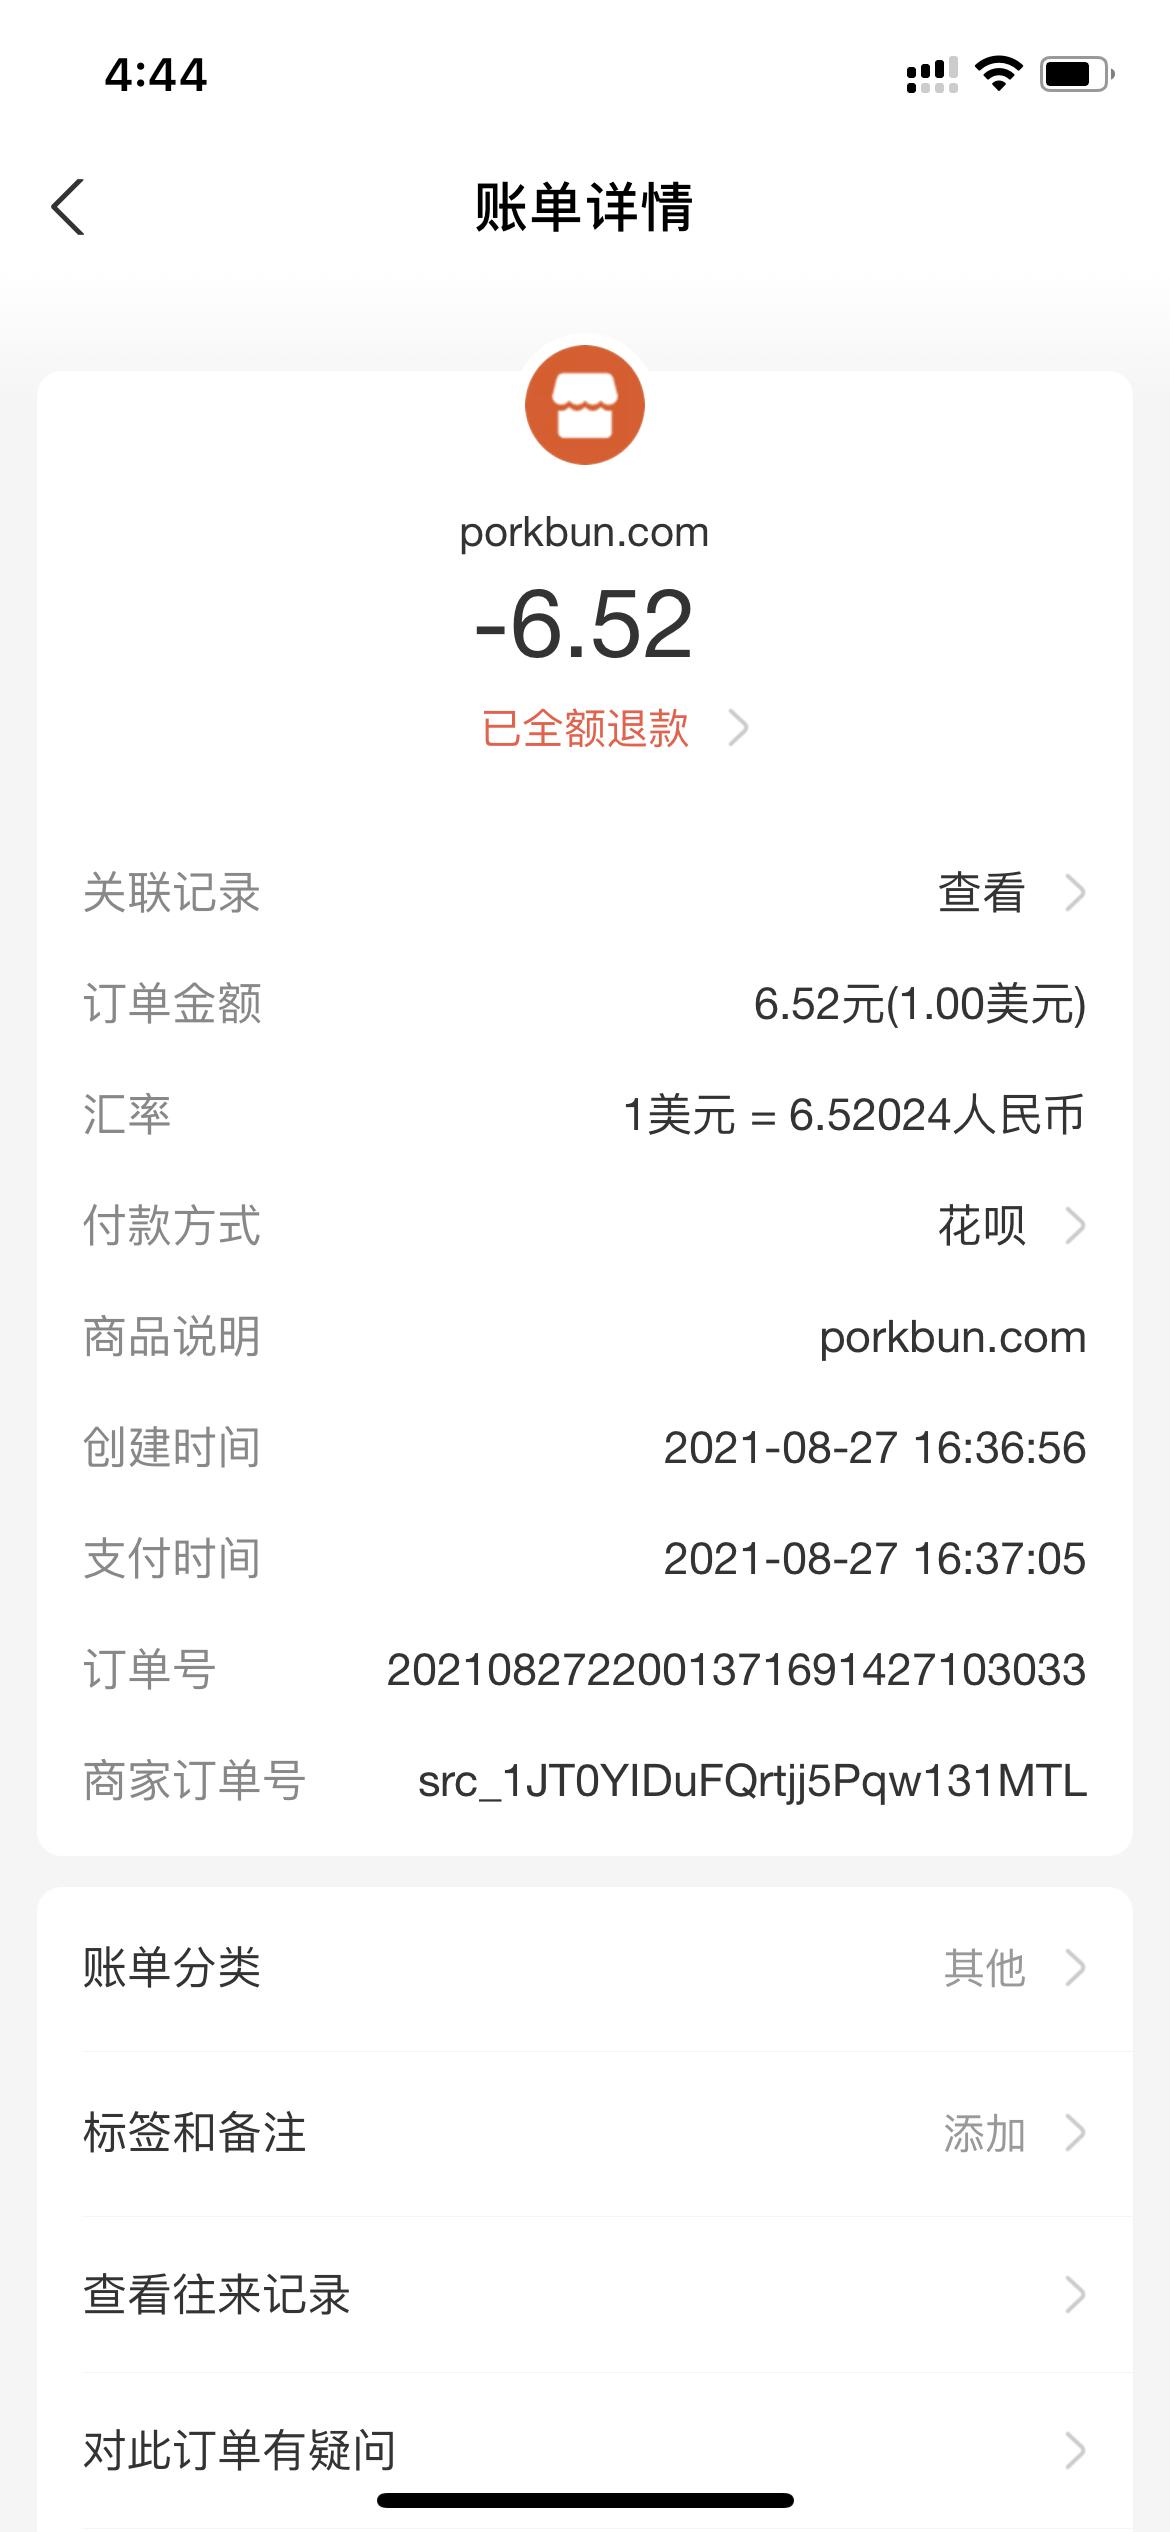 4:44
账单详情
porkbun.com
-6.52
已全额退款
关联记录 查看
订单金额 6.52元(1.00美元)
汇率 1美元 = 6.52024人民币
付款方式 花呗
商品说明 porkbun.com
创建时间 2021-08-27 16:36:56
支付时间 2021-08-27 16:37:05
订单号 2021082722001371691427103033
商家订单号 src_1JT0YIDuFQrtjj5Pqw131MTL
账单分类 其他
标签和备注 添加
查看往来记录
对此订单有疑问